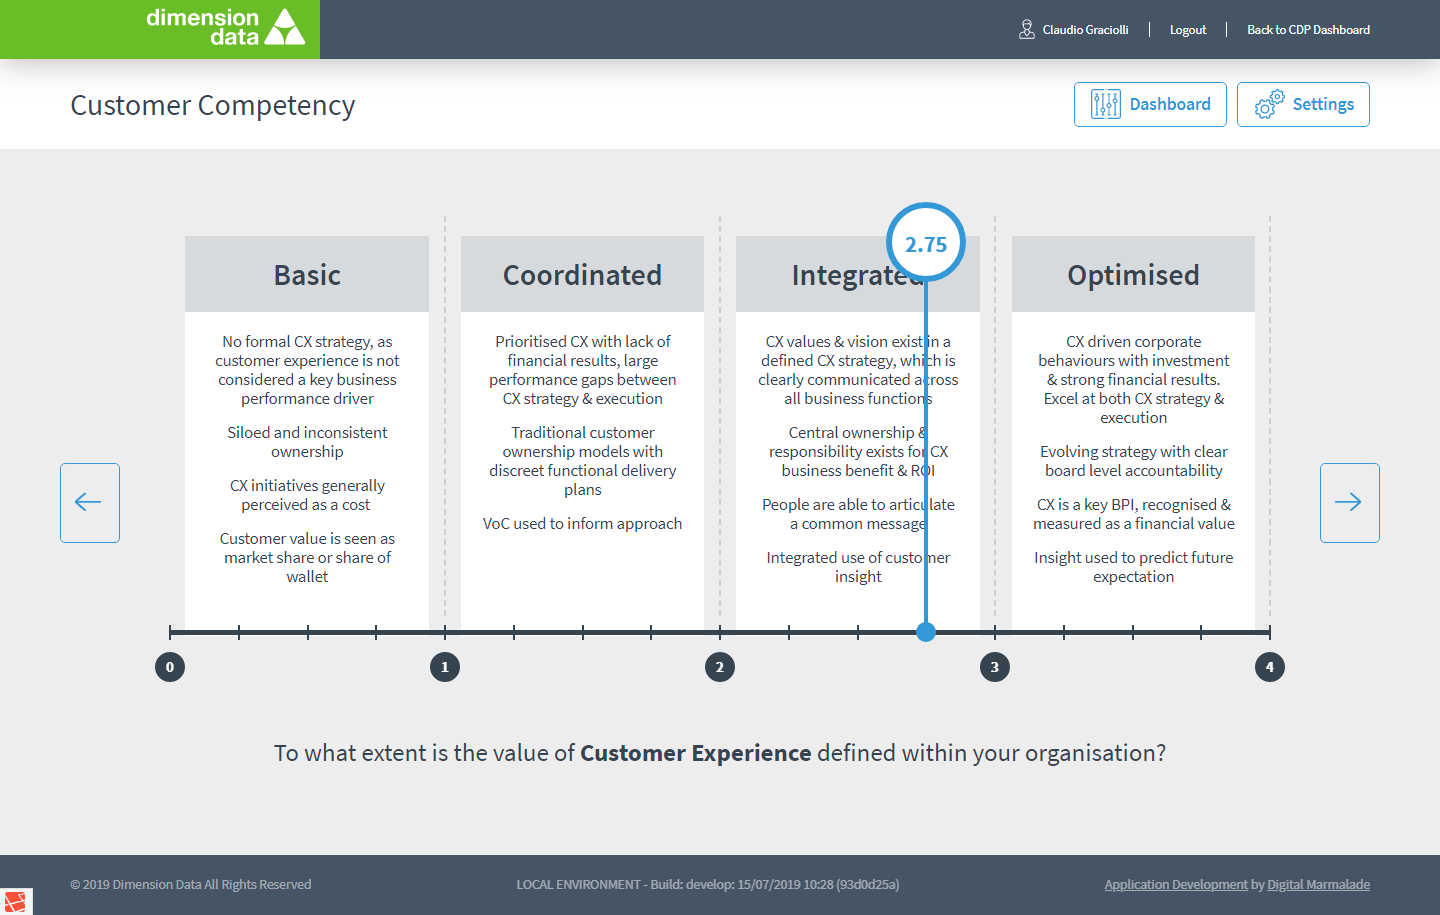 dimension
data
Claudio Graciolli
Logout
Back to CDP Dashboard
Customer Competency
Dashboard
Settings
2.75
Basic
No formal CX strategy, as
customer experience is not
considered a key business
performance driver
Siloed and inconsistent
ownership
CX initiatives generally
perceived as a cost
Customer value is seen as
market share or share of
wallet
Coordinated
Prioritised CX with lack of
financial results, large
performance gaps between
CX strategy & execution
Traditional customer
ownership models with
discreet functional delivery
plans
VoC used to inform approach
Integrated
CX values & vision exist in a
defined CX strategy, which is
clearly communicated across
all business functions
Central ownership &
responsibility exists for CX
business benefit & ROI
People are able to articulate
a common message
Integrated use of customer
insight
Optimised
CX driven corporate
behaviours with investment
& strong financial results.
Excel at both CX strategy &
execution
Evolving strategy with clear
board level accountability
CX is a key BPI, recognised &
measured as a financial value
Insight used to predict future
expectation
0
1
2
3
4
To what extent is the value of Customer Experience defined within your organisation?
© 2019 Dimension Data All Rights Reserved
LOCAL ENVIRONMENT - Build: develop: 15/07/2019 10:28 (93d0d25a)
Application Development by Digital Marmalade